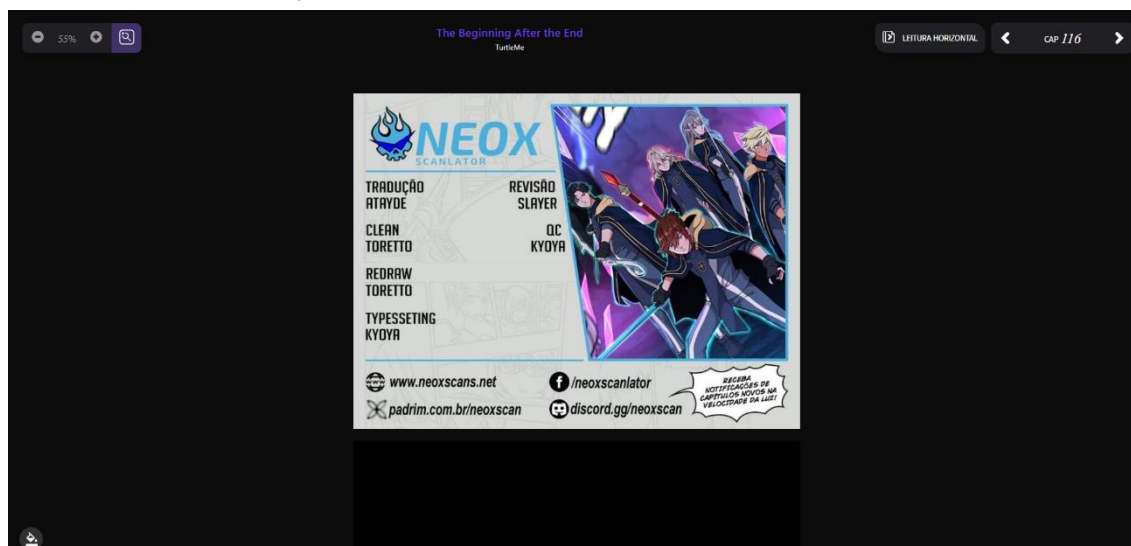 55%
The Beginning After the End
TurtleMe
LEITURA HORIZONTAL
CAP 116
NEOX
SCANLATOR
TRADUÇÃO
ATAYDE
REVISÃO
SLAYER
CLEAN
TORETTO
QC
KYOYA
REDRAW
TORETTO
TYPESSETING
KYOYA
www.neoxscans.net
/neoxscanlator
padrim.com.br/neoxscan
discord.gg/neoxscan
RECEBA
NOTIFICAÇÕES DE
CAPÍTULOS NOVOS NA
VELOCIDADE DA LUZ!